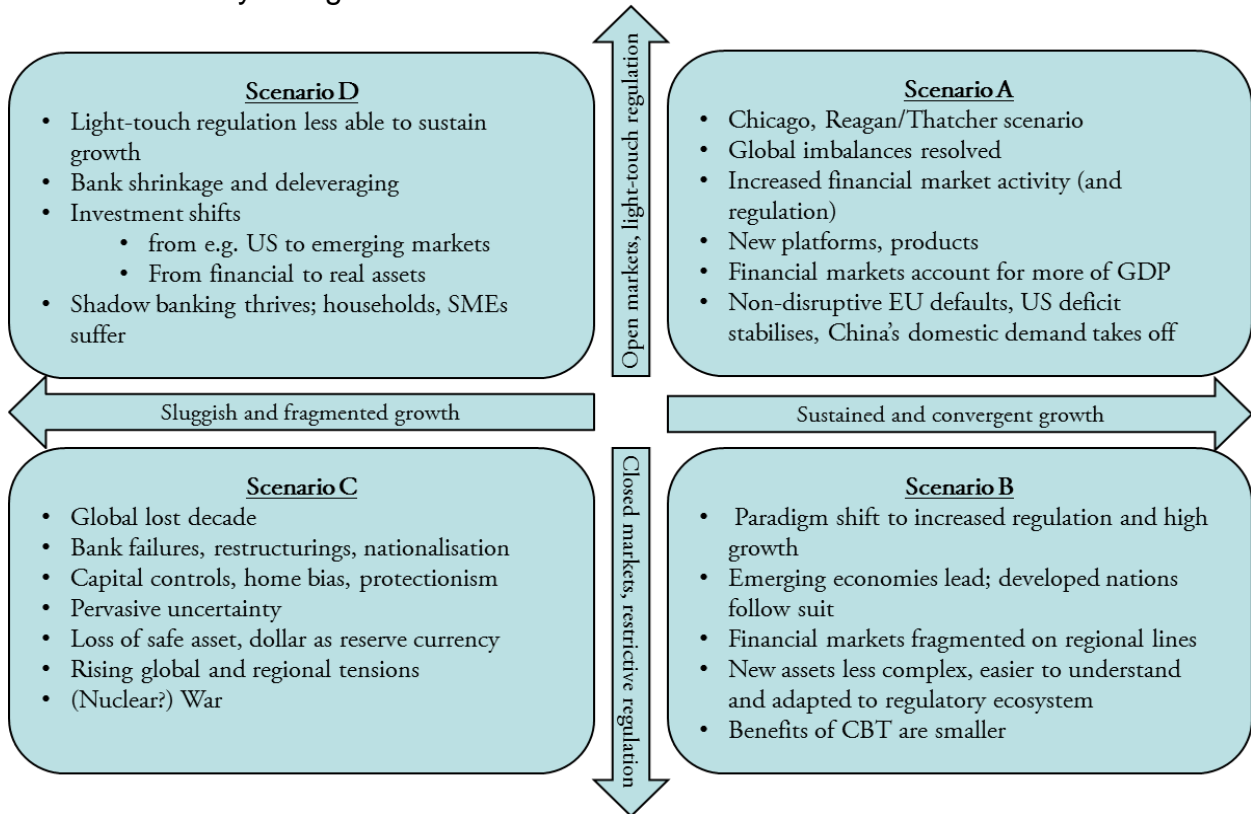 Scenario D
• Light-touch regulation less able to sustain
growth
• Bank shrinkage and deleveraging
• Investment shifts
• from e.g. US to emerging markets
• From financial to real assets
• Shadow banking thrives; households, SMEs
suffer
Open markets, light-touch regulation
Scenario A
• Chicago, Reagan/Thatcher scenario
• Global imbalances resolved
• Increased financial market activity (and
regulation)
• New platforms, products
• Financial markets account for more of GDP
• Non-disruptive EU defaults, US deficit
stabilises, China’s domestic demand takes off
Sluggish and fragmented growth
Sustained and convergent growth
Scenario C
• Global lost decade
• Bank failures, restructurings, nationalisation
• Capital controls, home bias, protectionism
• Pervasive uncertainty
• Loss of safe asset, dollar as reserve currency
• Rising global and regional tensions
• (Nuclear?) War
Closed markets, restrictive regulation
Scenario B
• Paradigm shift to increased regulation and high
growth
• Emerging economies lead; developed nations
follow suit
• Financial markets fragmented on regional lines
• New assets less complex, easier to understand
and adapted to regulatory ecosystem
• Benefits of CBT are smaller